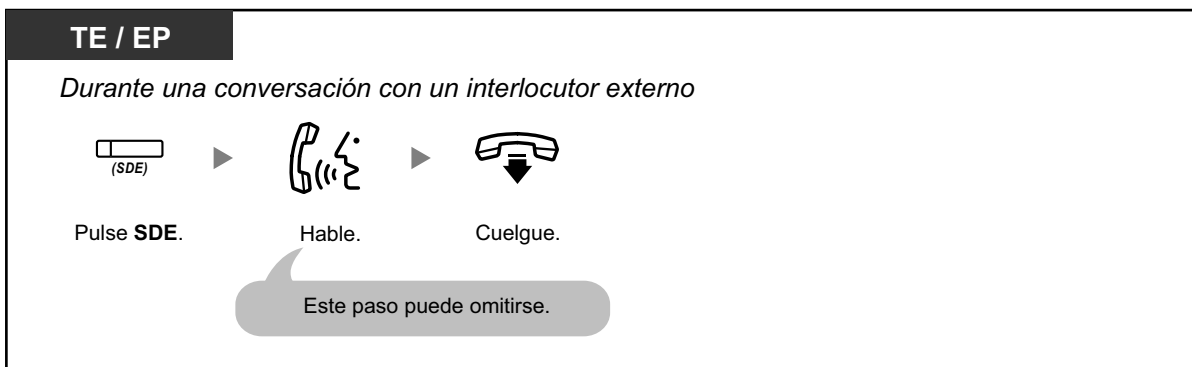 TE / EP
Durante una conversación con un interlocutor externo
(SDE)
Pulse SDE.
Hable.
Cuelgue.
Este paso puede omitirse.